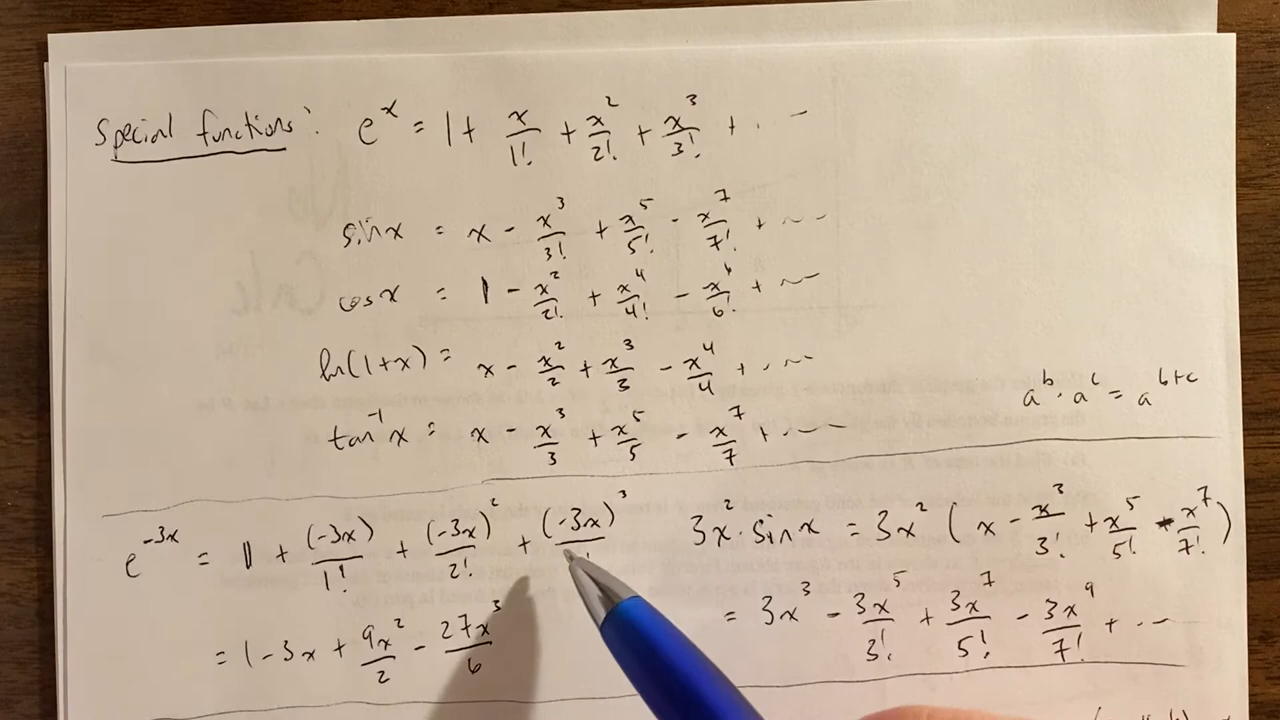 Special functions: e^x = 1 + x/1! + x^2/2! + x^3/3! + ...
sin x = x - x^3/3! + x^5/5! - x^7/7! + ...
cos x = 1 - x^2/2! + x^4/4! - x^6/6! + ...
ln(1+x) = x - x^2/2 + x^3/3 - x^4/4 + ...
a^b · a^c = a^(b+c)
tan^-1 x = x - x^3/3 + x^5/5 - x^7/7 + ...
e^-3x = 1 + (-3x)/1! + (-3x)^2/2! + (-3x)^3/ !
= 1 - 3x + 9x^2/2 - 27x^3/6
3x^2 · sin x = 3x^2 ( x - x^3/3! + x^5/5! - x^7/7! )
= 3x^3 - 3x^5/3! + 3x^7/5! - 3x^9/7! + ...